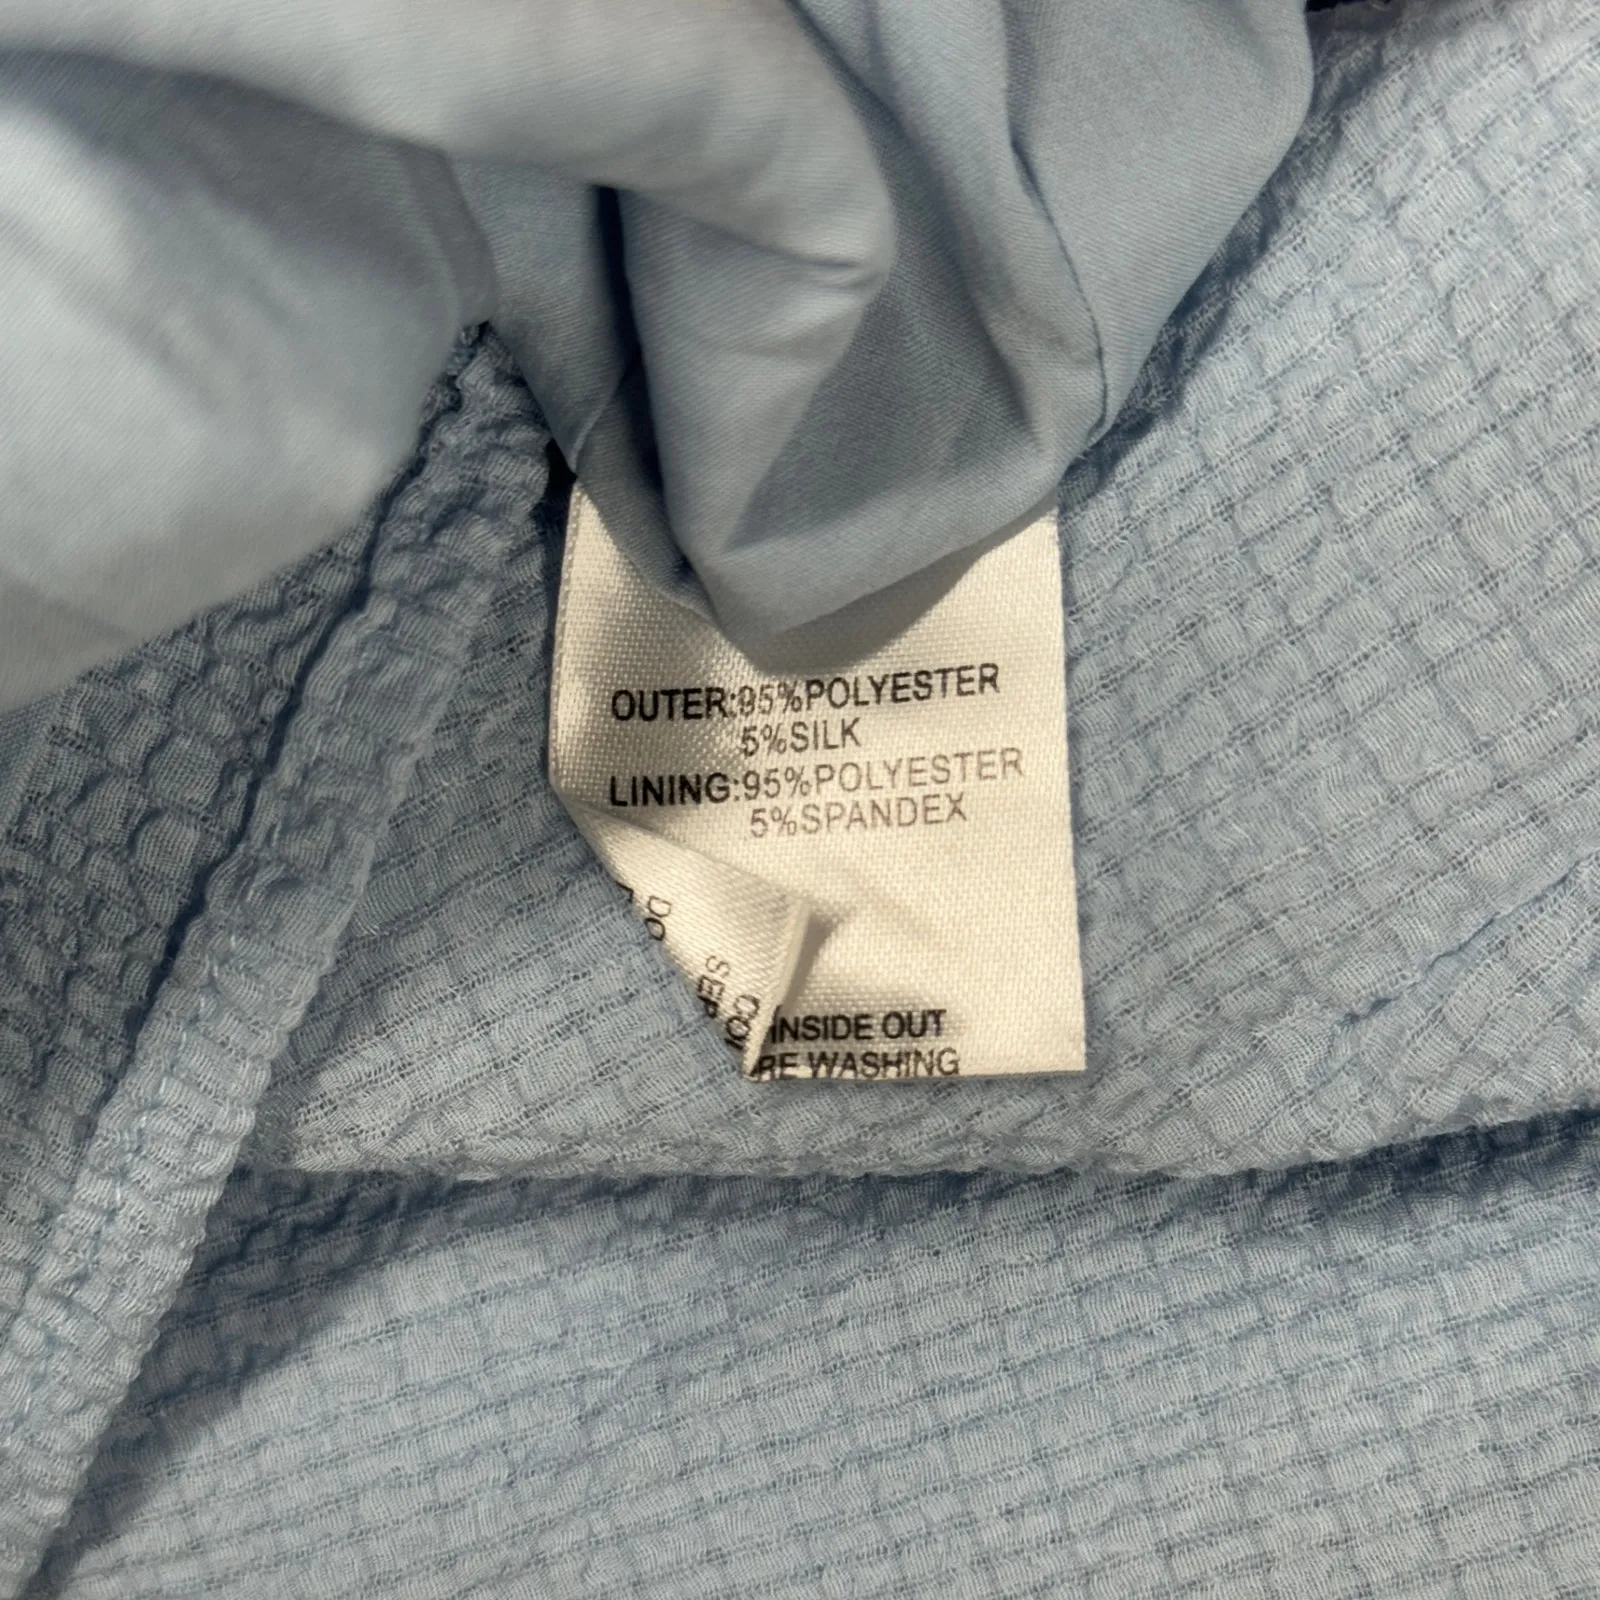 OUTER:95%POLYESTER
5%SILK
LINING:95%POLYESTER
5%SPANDEX
INSIDE OUT
WASHING